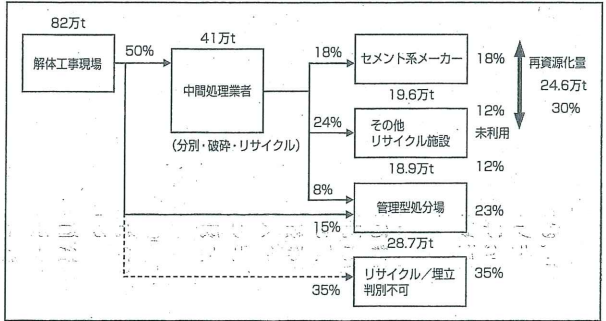 82万t
解体工事現場
50%
41万t
中間処理業者
(分別・破砕・リサイクル)
18%
セメント系メーカー
18%
再資源化量
24.6万t
30%
19.6万t
24%
その他
リサイクル施設
12%
未利用
12%
18.9万t
8%
管理型処分場
23%
15%
28.7万t
35%
リサイクル/埋立
判別不可
35%